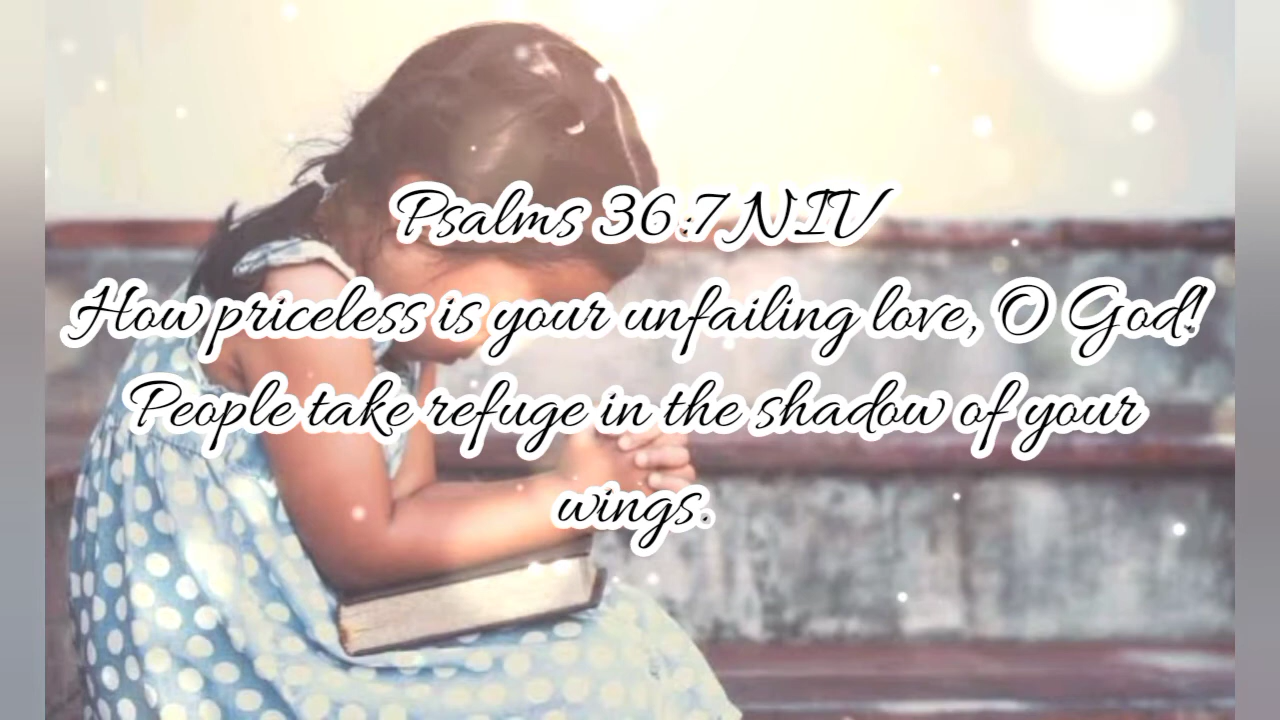 Psalms 36:7 NIV
How priceless is your unfailing love, O God!
People take refuge in the shadow of your
wings.